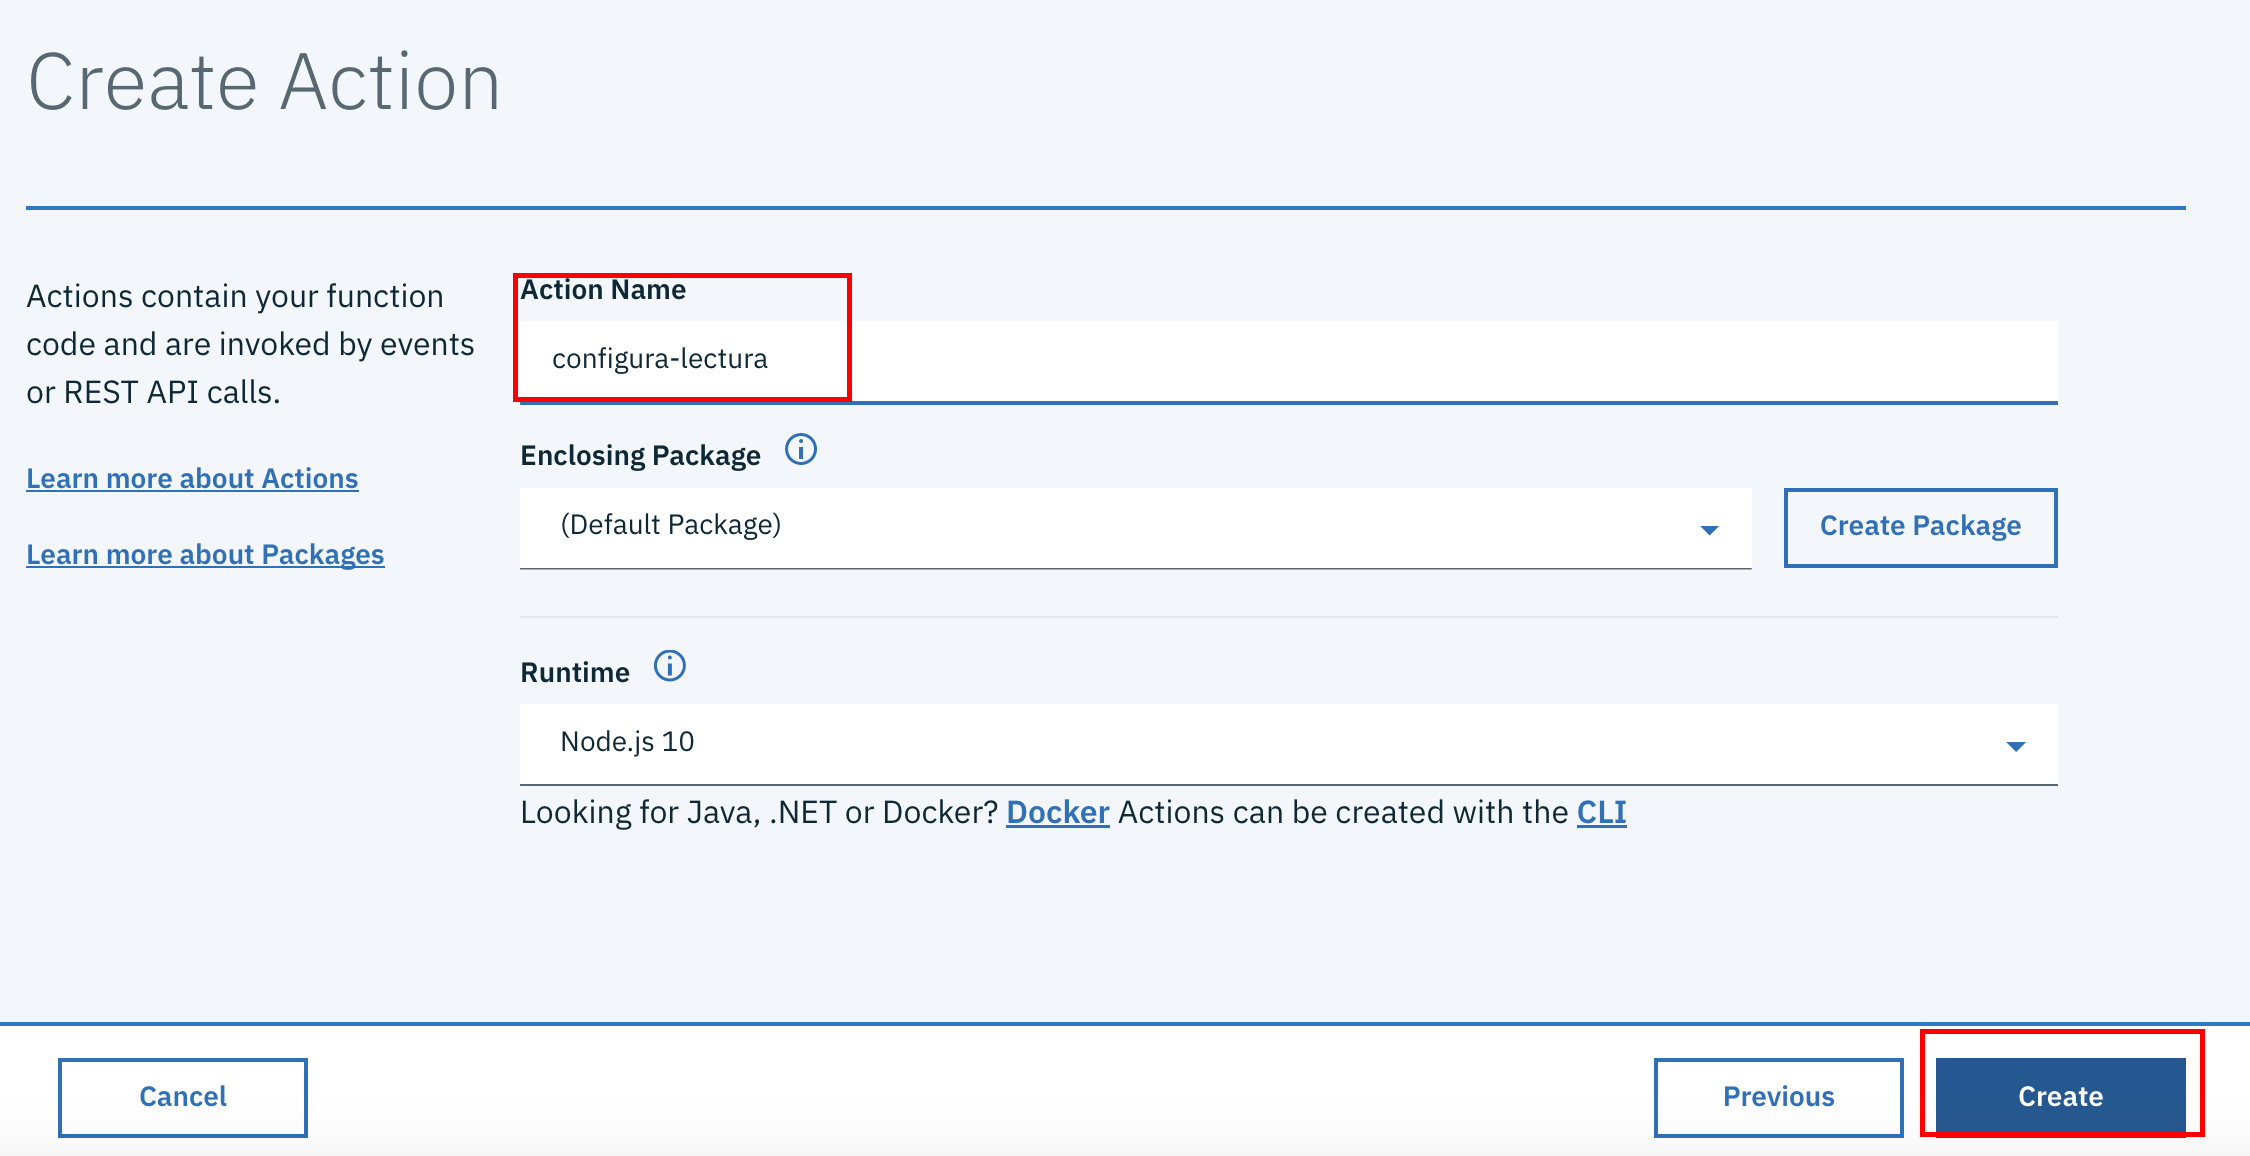 Create Action
Actions contain your function
code and are invoked by events
or REST API calls.
Learn more about Actions
Learn more about Packages
Action Name
configura-lectura
Enclosing Package
(Default Package)
Create Package
Runtime
Node.js 10
Looking for Java, .NET or Docker? Docker Actions can be created with the CLI
Cancel
Previous
Create